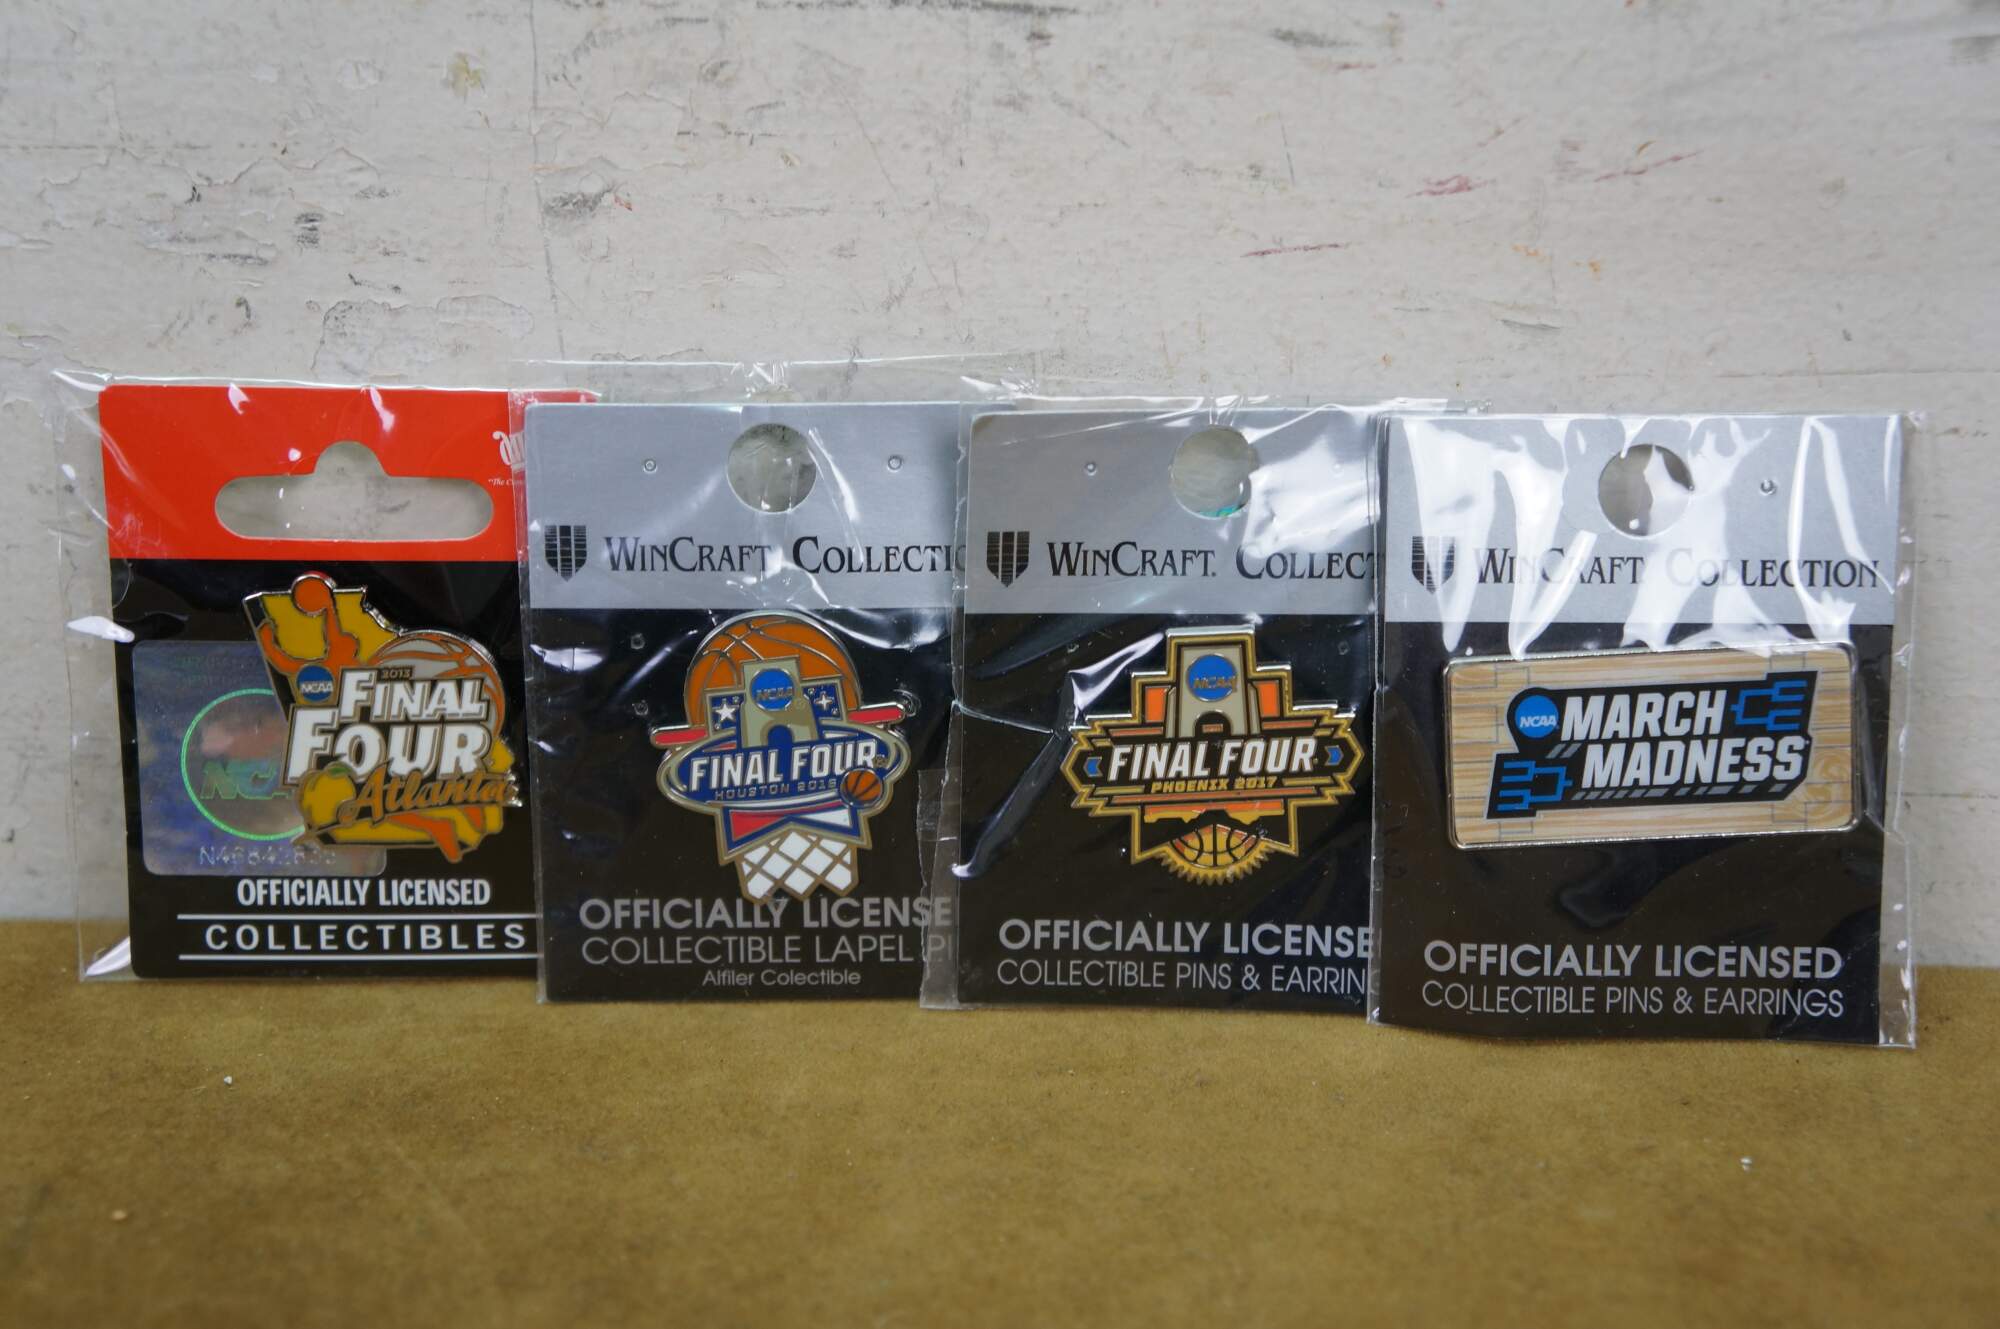 NCAA
2013
FINAL
FOUR
Atlanta
OFFICIALLY LICENSED
COLLECTIBLES
WINCRAFT COLLECTIO
NCAA
FINAL FOUR
HOUSTON 2016
OFFICIALLY LICENSE
COLLECTIBLE LAPEL PI
Alfiler Colectible
WINCRAFT. COLLECT
NCAA
FINAL FOUR
PHOENIX 2017
OFFICIALLY LICENSE
COLLECTIBLE PINS & EARRIN
WINCRAFT COLLECTION
NCAA
MARCH
MADNESS
OFFICIALLY LICENSED
COLLECTIBLE PINS & EARRINGS